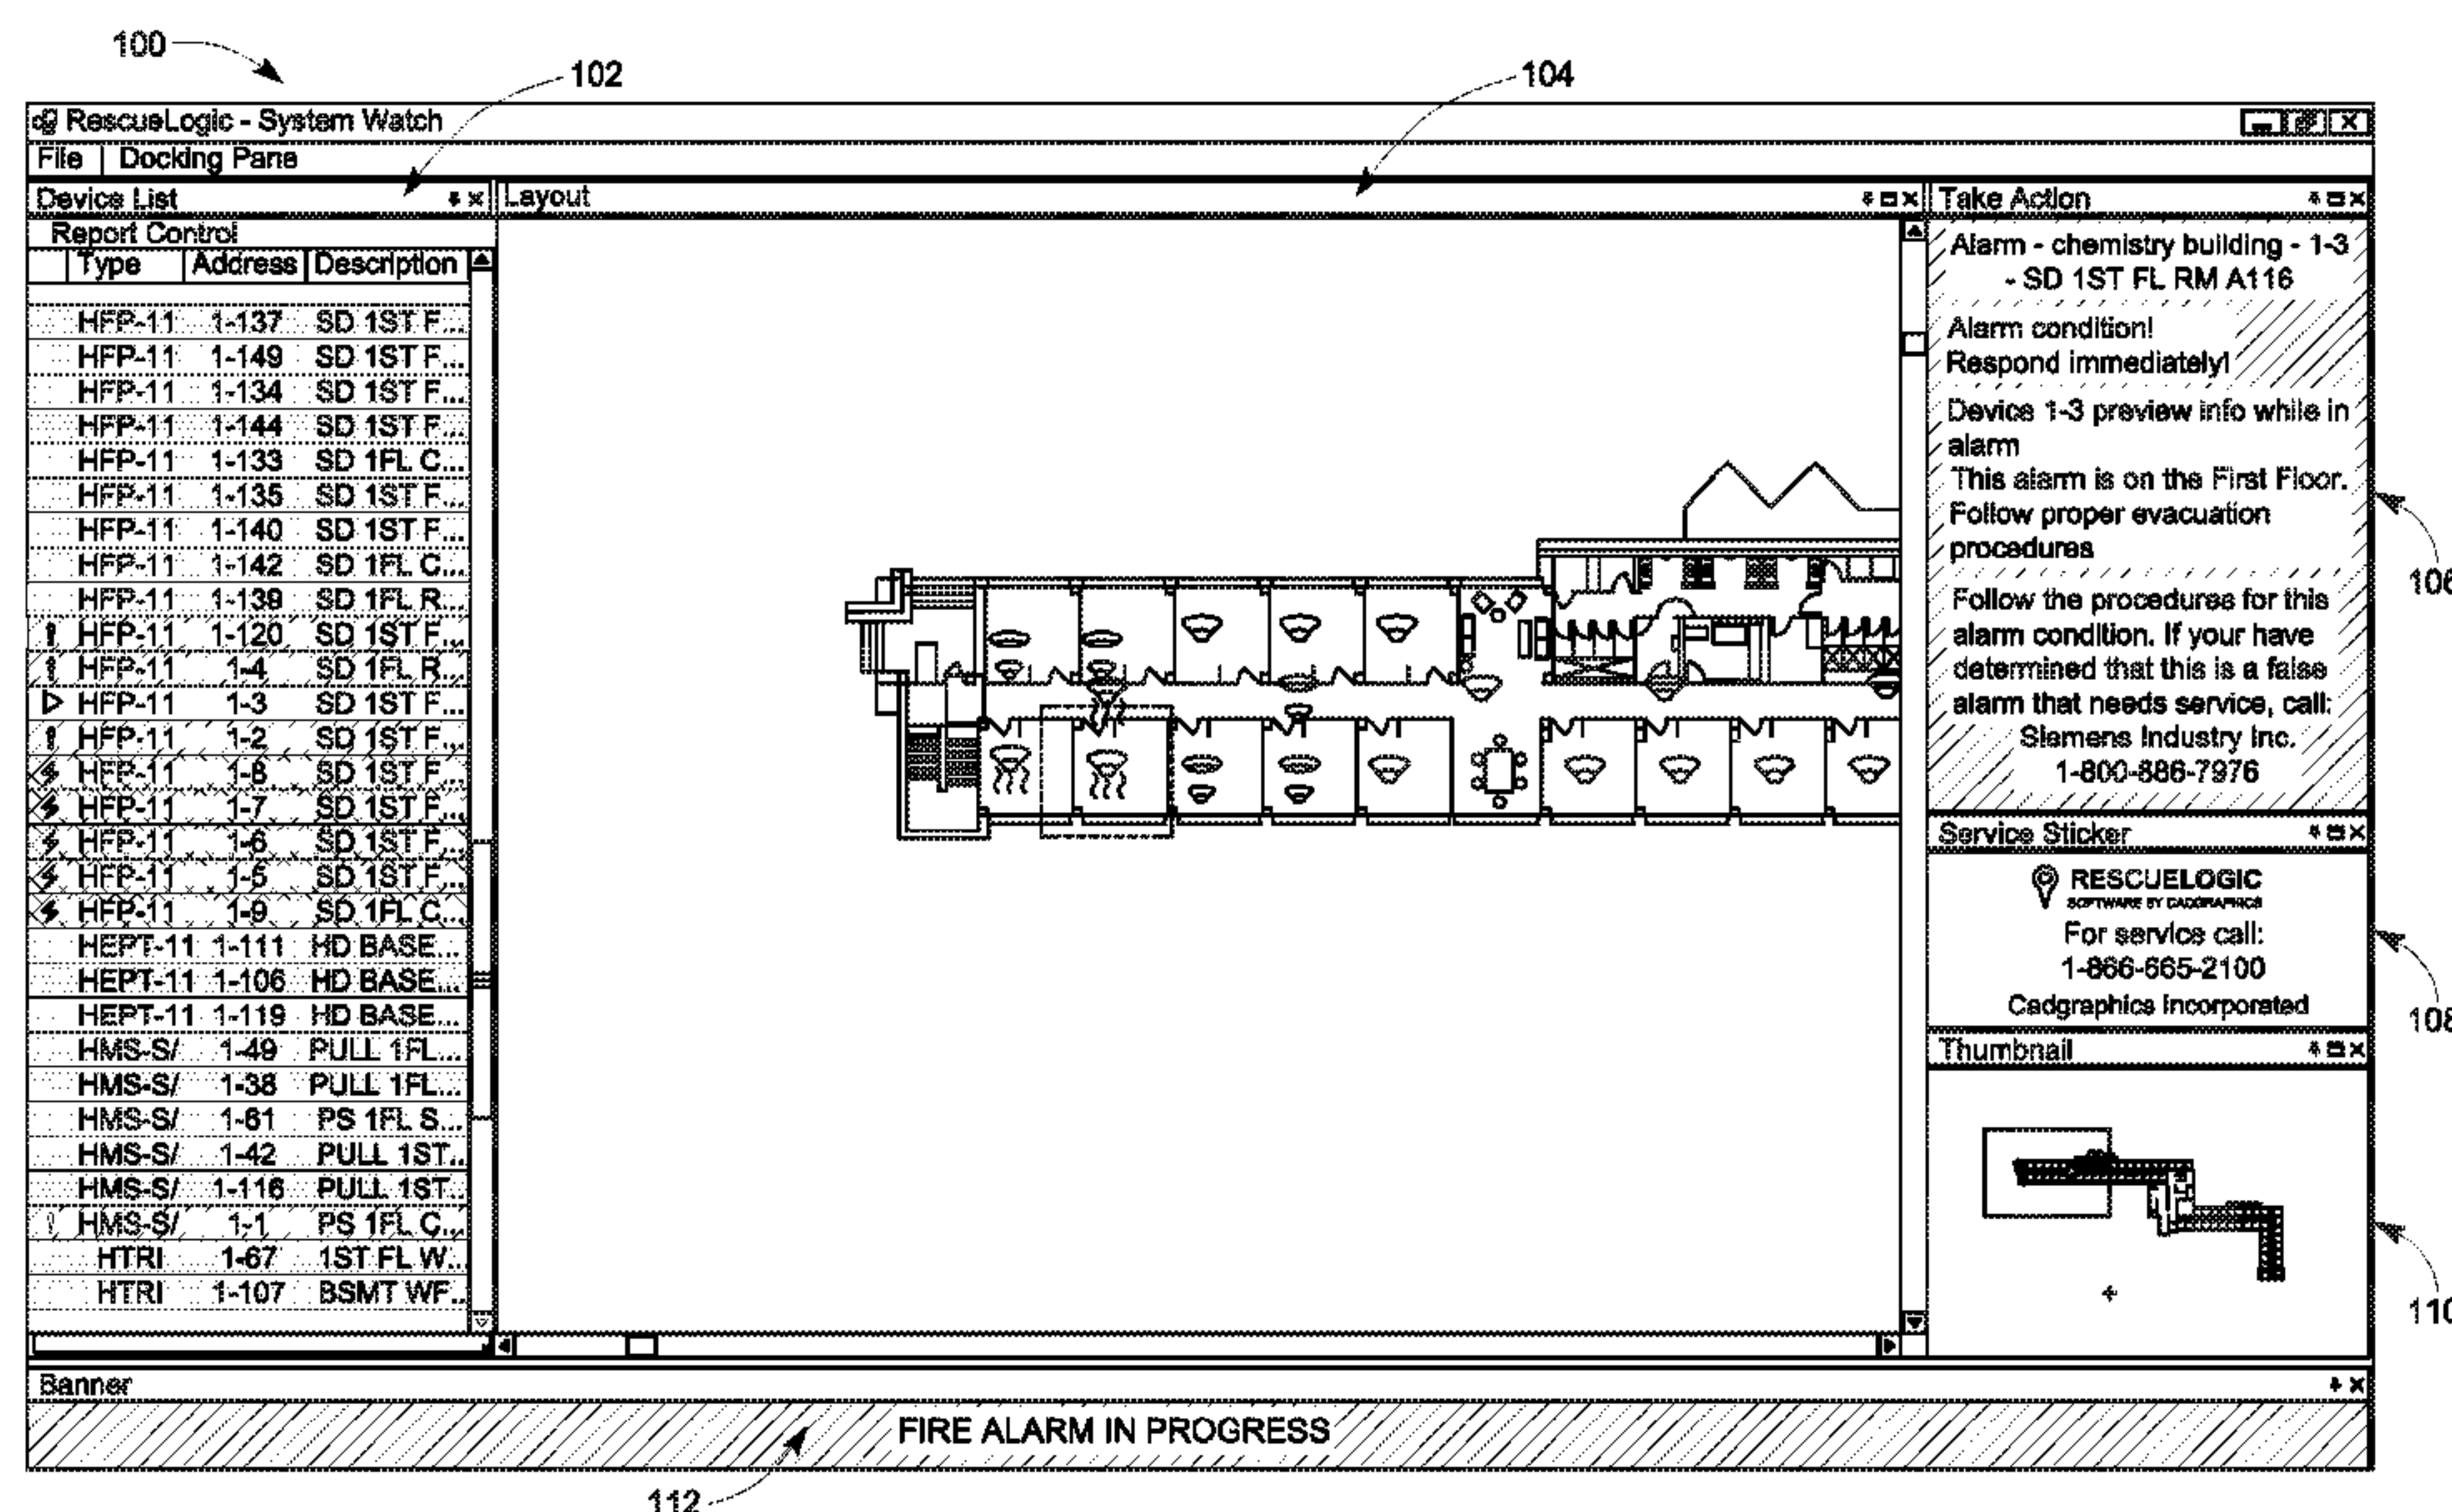 100
102
104
RescueLogic - System Watch
File | Docking Pane
Device List
Layout
Take Action
Report Control
Type Address Description
HFP-11 1-137 SD 1ST F...
HFP-11 1-149 SD 1ST F...
HFP-11 1-134 SD 1ST F...
HFP-11 1-144 SD 1ST F...
HFP-11 1-133 SD 1FL C...
HFP-11 1-135 SD 1ST F...
HFP-11 1-140 SD 1ST F...
HFP-11 1-142 SD 1FL C...
HFP-11 1-139 SD 1FL R...
HFP-11 1-120 SD 1ST F...
HFP-11 1-4 SD 1FL R...
HFP-11 1-3 SD 1ST F...
HFP-11 1-2 SD 1ST F...
HFP-11 1-8 SD 1ST F...
HFP-11 1-7 SD 1ST F...
HFP-11 1-6 SD 1ST F...
HFP-11 1-5 SD 1ST F...
HFP-11 1-9 SD 1FL C...
HEPT-11 1-111 HD BASE...
HEPT-11 1-106 HD BASE...
HEPT-11 1-119 HD BASE...
HMS-S/ 1-49 PULL 1FL...
HMS-S/ 1-38 PULL 1FL...
HMS-S/ 1-61 PS 1FL S...
HMS-S/ 1-42 PULL 1ST..
HMS-S/ 1-116 PULL 1ST..
HMS-S/ 1-1 PS 1FL C...
HTRI 1-67 1ST FL W...
HTRI 1-107 BSMT WF..
Alarm - chemistry building - 1-3
- SD 1ST FL RM A116
Alarm condition!
Respond immediately!
Device 1-3 preview info while in
alarm
This alarm is on the First Floor.
Follow proper evacuation
procedures
Follow the procedures for this
alarm condition. If your have
determined that this is a false
alarm that needs service, call:
Siemens Industry Inc.
1-800-886-7976
106
Service Sticker
RESCUELOGIC
SOFTWARE BY CADGRAPHICS
For service call:
1-866-665-2100
Cadgraphics Incorporated
108
Thumbnail
110
Banner
FIRE ALARM IN PROGRESS
112